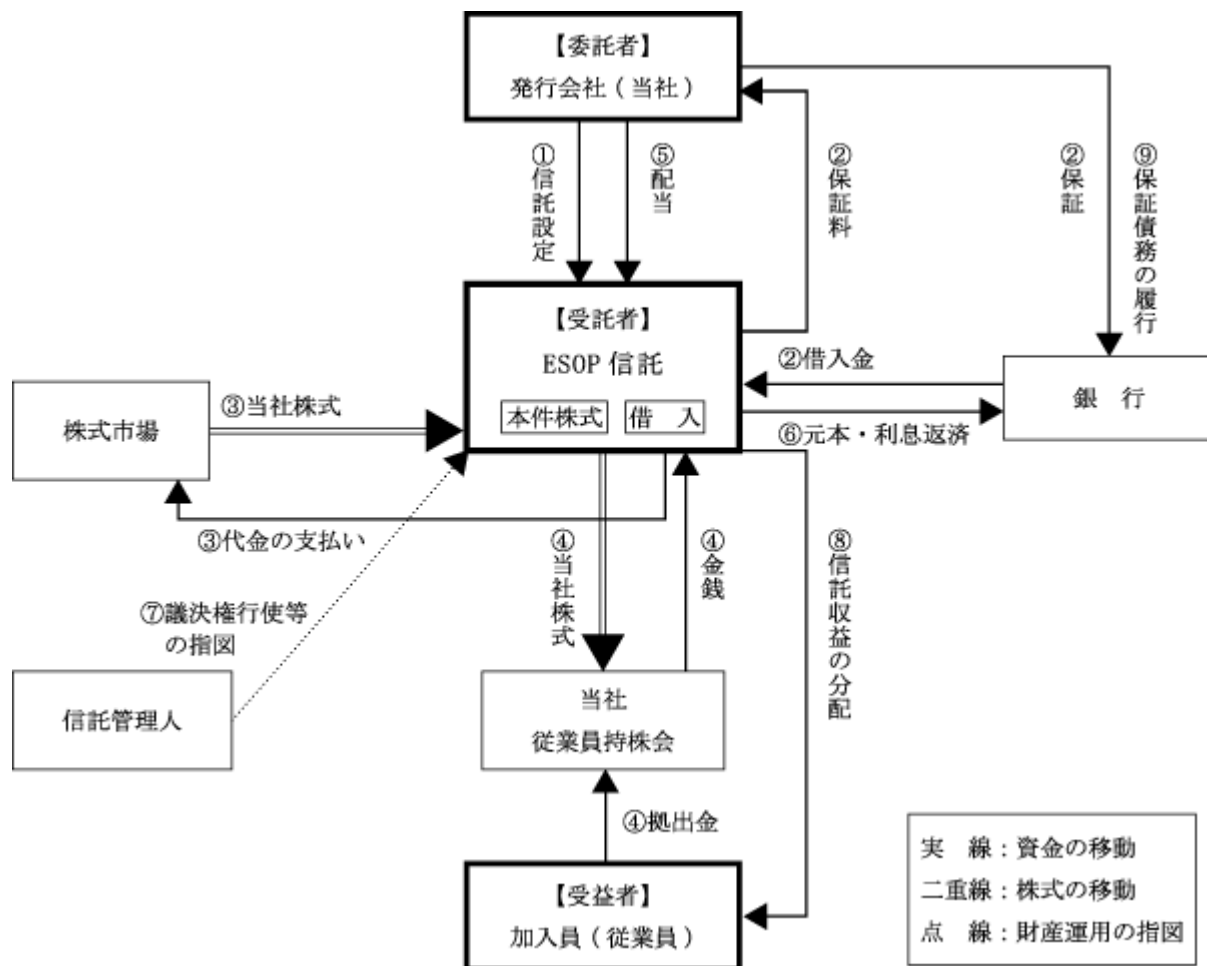 【委託者】
発行会社（当社）
①信託設定
⑤配当
②保証料
②保証
⑨保証債務の履行
【受託者】
ESOP 信託
本件株式
借　入
株式市場
③当社株式
②借入金
銀　行
⑥元本・利息返済
③代金の支払い
④当社株式
④金銭
⑧信託収益の分配
⑦議決権行使等
の指図
信託管理人
当社
従業員持株会
④拠出金
【受益者】
加入員（従業員）
実　線：資金の移動
二重線：株式の移動
点　線：財産運用の指図